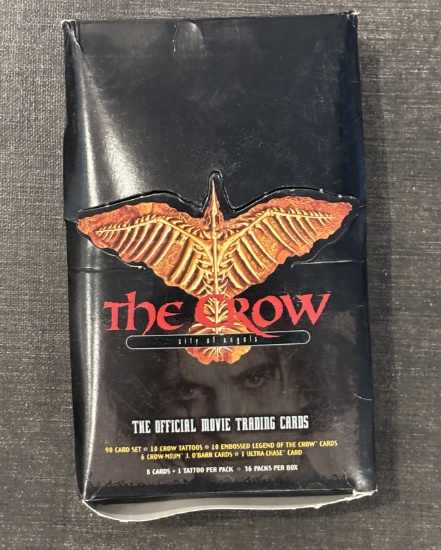 THE CROW
city of angels
THE OFFICIAL MOVIE TRADING CARDS
90 CARD SET • 10 CROW TATTOOS • 10 EMBOSSED LEGEND OF THE CROW™ CARDS
6 CROW-MIUM™ J. O'BARR CARDS • 1 ULTRA CHASE™ CARD
8 CARDS + 1 TATTOO PER PACK • 36 PACKS PER BOX